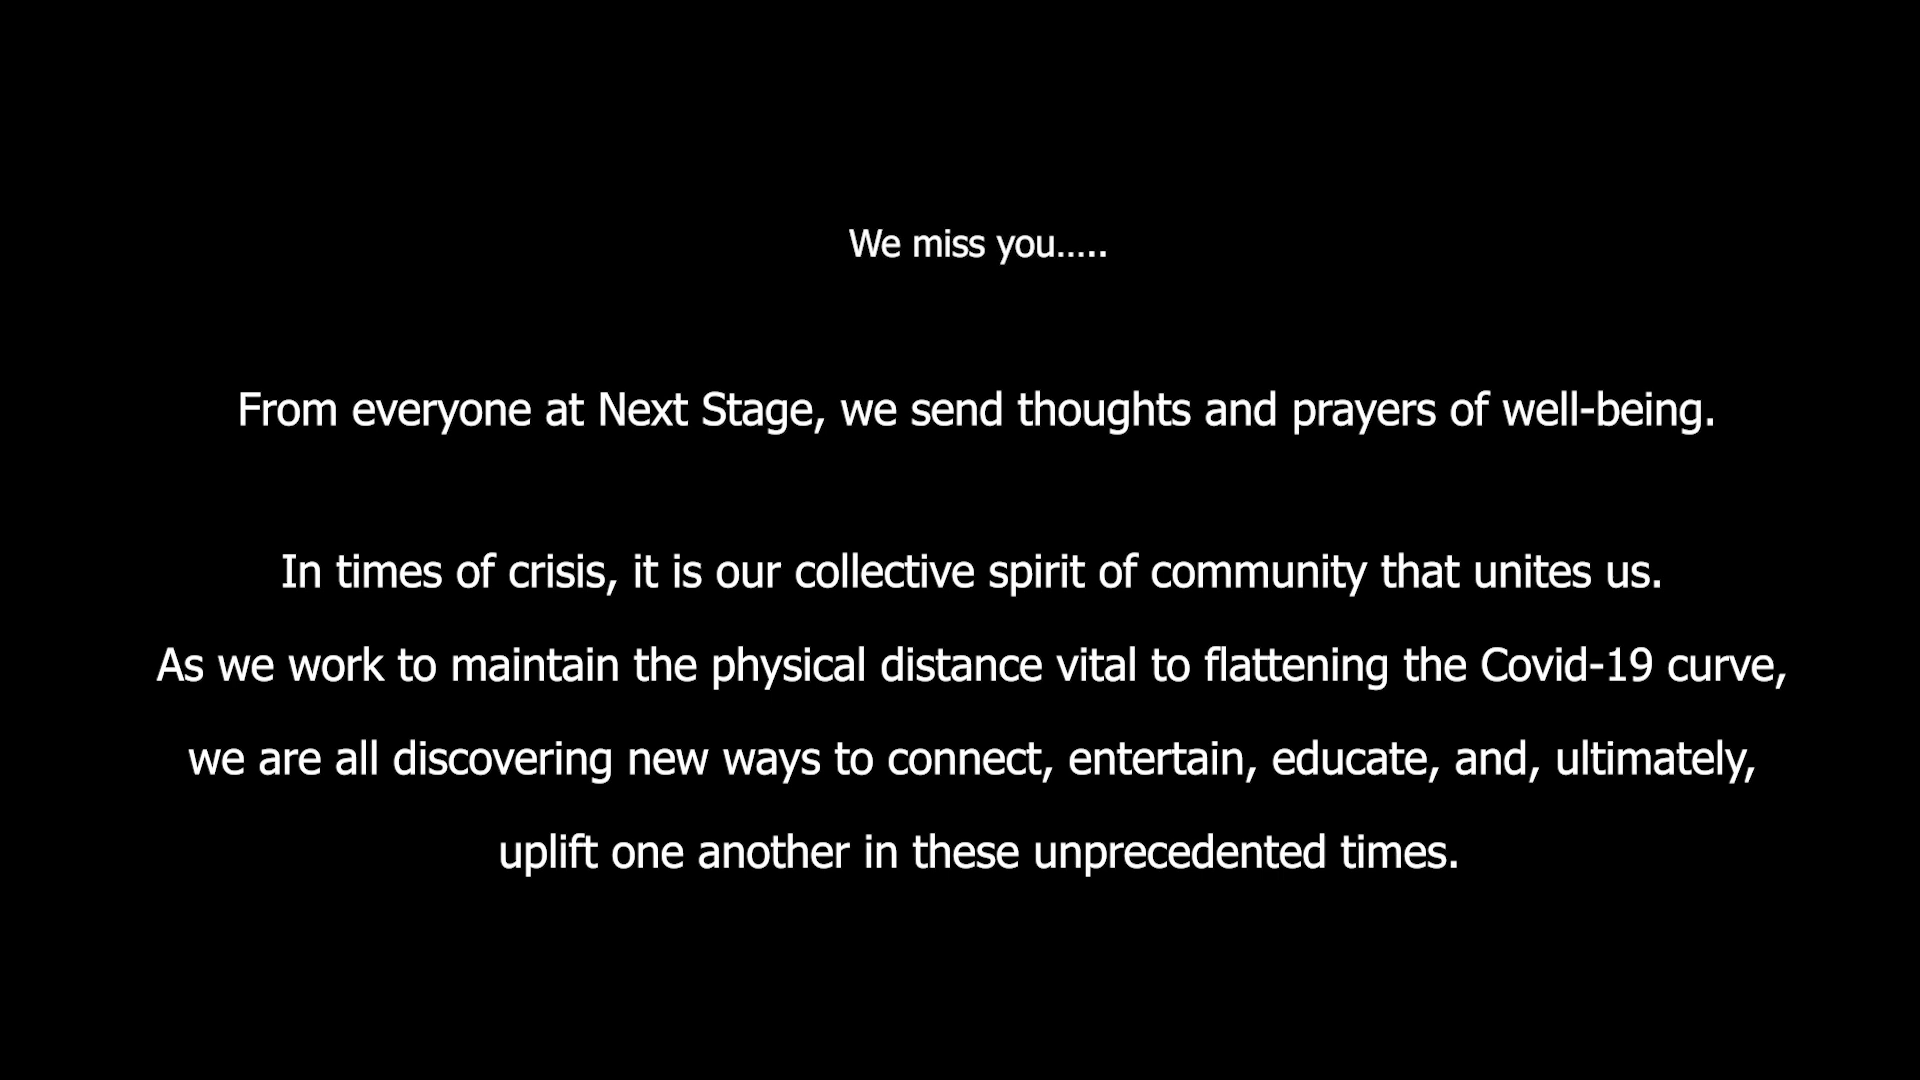 We miss you.....
From everyone at Next Stage, we send thoughts and prayers of well-being.
In times of crisis, it is our collective spirit of community that unites us.
As we work to maintain the physical distance vital to flattening the Covid-19 curve,
we are all discovering new ways to connect, entertain, educate, and, ultimately,
uplift one another in these unprecedented times.